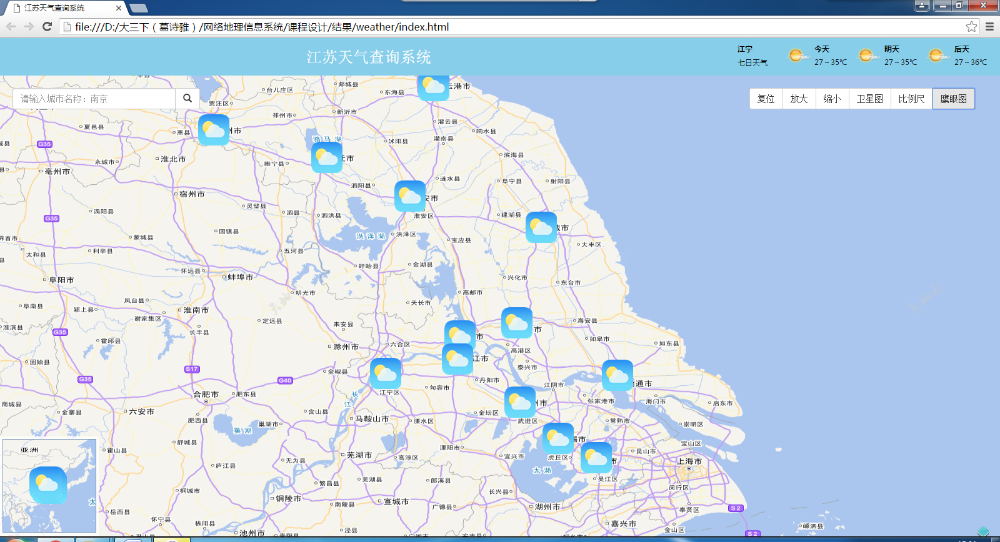 江苏天气查询系统
file:///D:/大三下（葛诗雅）/网络地理信息系统/课程设计/结果/weather/index.html
江苏天气查询系统
江宁
七日天气
今天
27～35℃
明天
27～35℃
后天
27～36℃
请输入城市名称：南京
复位 放大 缩小 卫星图 比例尺 鹰眼图
郯城县
云港市
台儿庄区
东海县
贾汪区
邳州市
新沂市
灌云县
夏邑县
萧县
州市
响水县
G35
骆马湖
沭阳县
灌南县
永城市
淮北市
迁市
滨海县
睢宁县
亳州市
泗阳县
涟水县
阜宁县
射阳县
宿州市
安市
灵璧县
涡阳县
泗县
泗洪县
淮安区
建湖县
G35
城市
固镇县
洪泽湖
洪泽区
界首市
蒙城县
宝应县
大丰区
太和县
利辛县
五河县
盱眙县
金湖县
怀远县
蚌埠市
兴化市
阜阳市
东台市
明光市
高邮市
凤台县
天长市
阜南县
颍上县
淮南市
谢家集区
定远县
来安县
海安县
淮滨县
长丰县
市
市
G35
霍邱县
滁州市
六合区
如皋市
如东县
高港区
江市
固始县
S17
全椒县
泰兴市
G35
G40
丹阳市
江阴市
南通市
合肥市
肥东县
江宁区
句容市
张家港市
海门市
启东市
商城县
金寨县
六安市
含山县
长江
马鞍山市
金坛区
州市
武进区
肥西县
巢湖市
巢湖
溧水区
常熟市
崇明区
舒城县
锡市
宝山区
亚洲
霍山县
芜湖市
溧阳市
宜兴市
虎丘区
昆山市
庐江县
无为县
高淳区
太湖
市
上海市
繁昌县
芜湖县
郎溪县
吴江区
闵行区
桐城市
长兴县
太
铜陵市
南陵县
宣城市
广德县
湖州市
S2
奉贤区
岳西县
怀宁县
枞阳县
嘉兴市
池州市
泾县
金山区
嵊泗县
S2